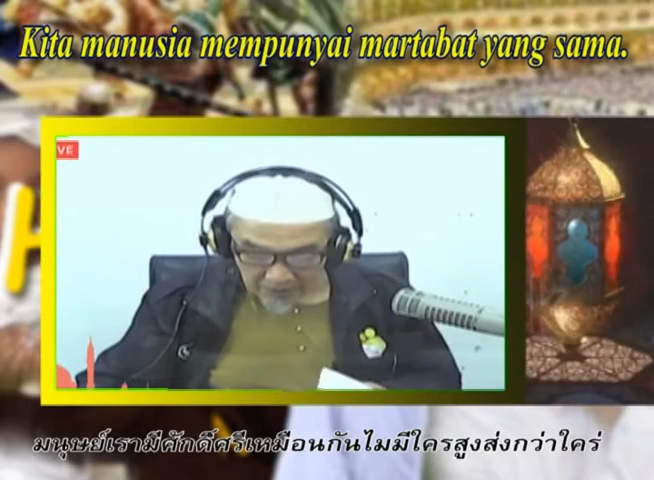 Kita manusia mempunyai martabat yang sama.
VE
มนุษย์เรามีศักดิ์ศรีเหมือนกันไมมีใครสูงส่งกว่าใคร่